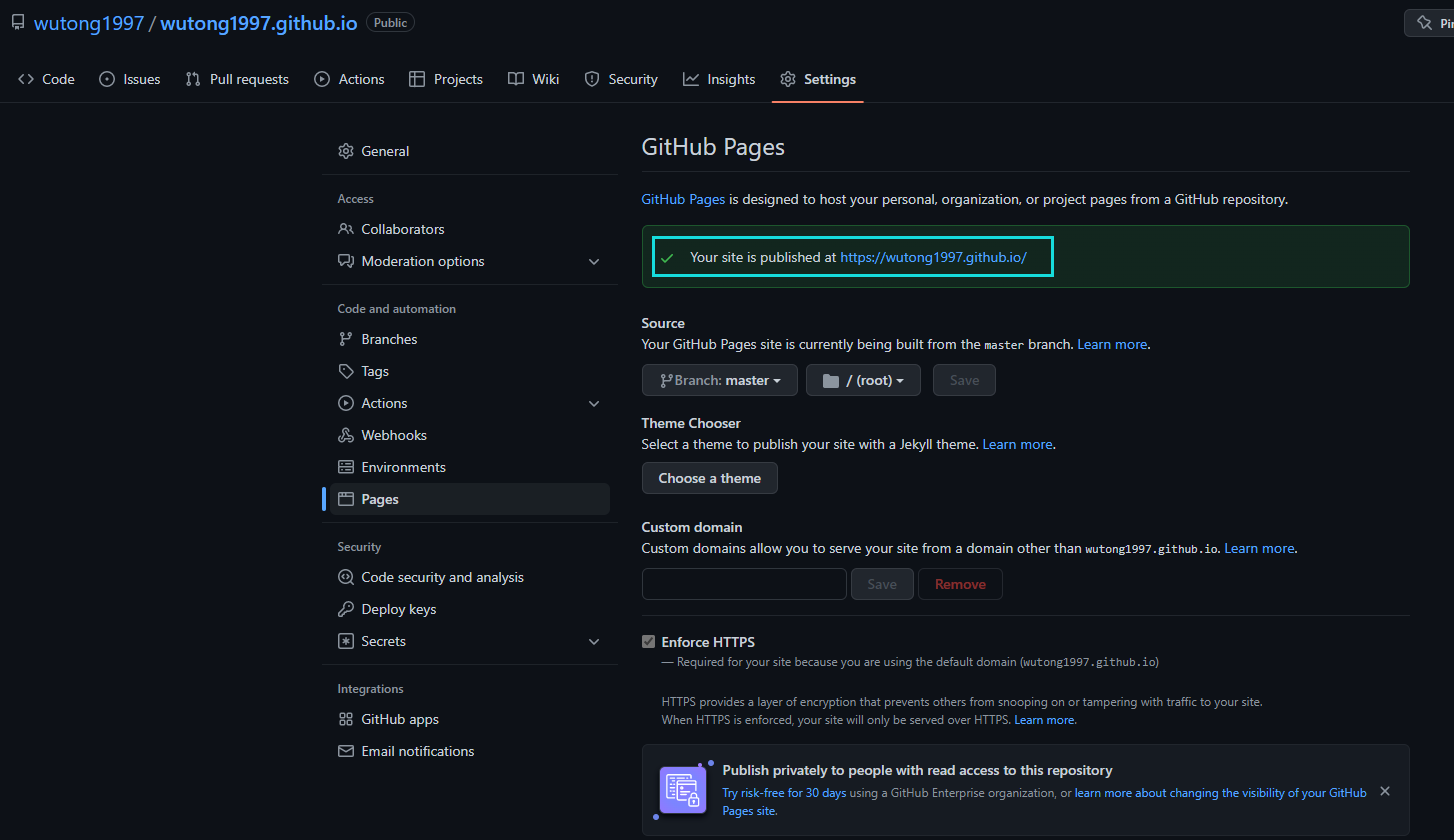 wutong1997 / wutong1997.github.io Public
Code Issues Pull requests Actions Projects Wiki Security Insights Settings
General
Access
Collaborators
Moderation options
Code and automation
Branches
Tags
Actions
Webhooks
Environments
Pages
Security
Code security and analysis
Deploy keys
Secrets
Integrations
GitHub apps
Email notifications
GitHub Pages
GitHub Pages is designed to host your personal, organization, or project pages from a GitHub repository.
Your site is published at https://wutong1997.github.io/
Source
Your GitHub Pages site is currently being built from the master branch. Learn more.
Branch: master / (root) Save
Theme Chooser
Select a theme to publish your site with a Jekyll theme. Learn more.
Choose a theme
Custom domain
Custom domains allow you to serve your site from a domain other than wutong1997.github.io. Learn more.
Save Remove
Enforce HTTPS
— Required for your site because you are using the default domain (wutong1997.github.io)
HTTPS provides a layer of encryption that prevents others from snooping on or tampering with traffic to your site.
When HTTPS is enforced, your site will only be served over HTTPS. Learn more.
Publish privately to people with read access to this repository
Try risk-free for 30 days using a GitHub Enterprise organization, or learn more about changing the visibility of your GitHub
Pages site.